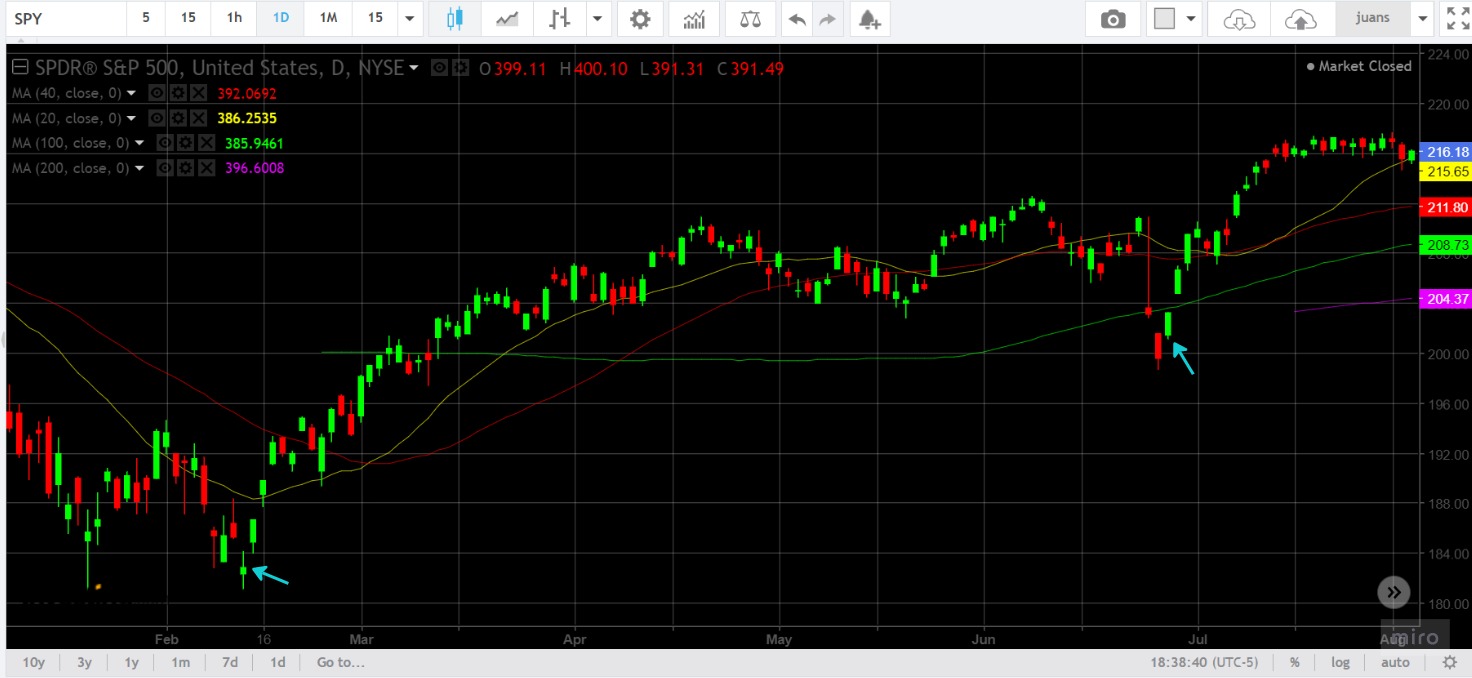 SPY 5 15 1h 1D 1M 15 juans
SPDR® S&P 500, United States, D, NYSE O 399.11 H 400.10 L 391.31 C 391.49
Market Closed
MA (40, close, 0) 392.0692
MA (20, close, 0) 386.2535
MA (100, close, 0) 385.9461
MA (200, close, 0) 396.6008
224.00
220.00
216.18
215.65
211.80
208.73
204.37
200.00
196.00
192.00
188.00
184.00
180.00
Feb 16 Mar Apr May Jun Jul Aug
miro
10y 3y 1y 1m 7d 1d Go to... 18:38:40 (UTC-5) % log auto